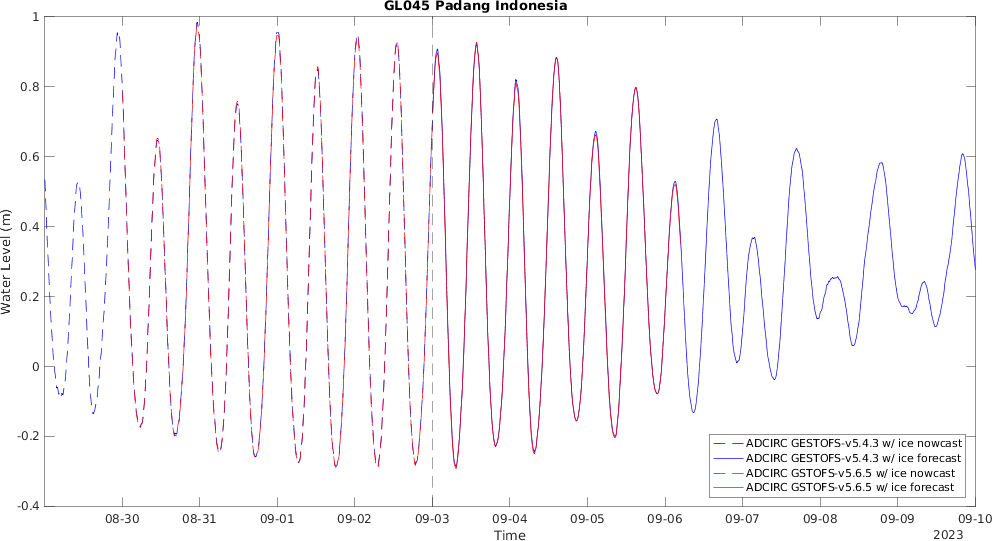 GL045 Padang Indonesia
1
0.8
0.6
0.4
0.2
0
-0.2
-0.4
Water Level (m)
08-30 08-31 09-01 09-02 09-03 09-04 09-05 09-06 09-07 09-08 09-09 09-10
Time
2023
ADCIRC GESTOFS-v5.4.3 w/ ice nowcast
ADCIRC GESTOFS-v5.4.3 w/ ice forecast
ADCIRC GSTOFS-v5.6.5 w/ ice nowcast
ADCIRC GSTOFS-v5.6.5 w/ ice forecast